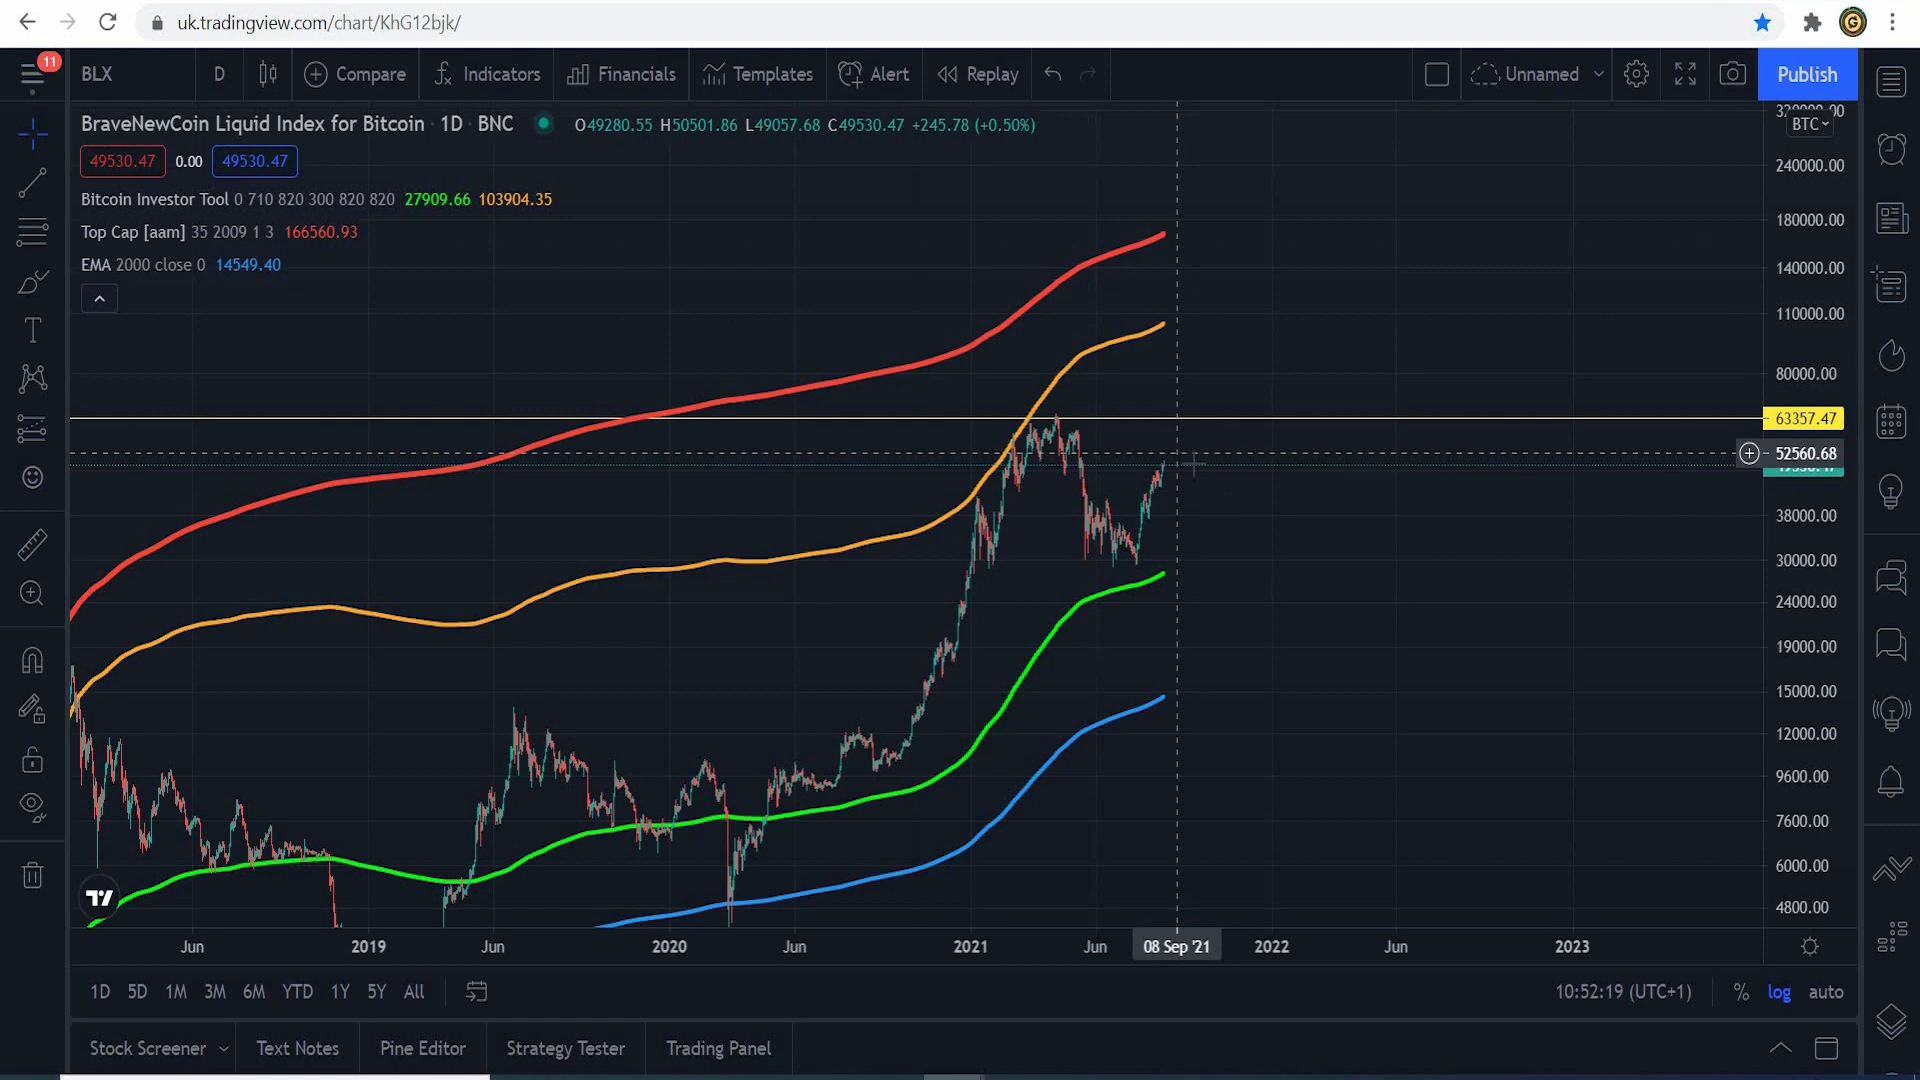 uk.tradingview.com/chart/KhG12bjk/
11
BLX D Compare Indicators Financials Templates Alert Replay Unnamed Publish
BraveNewCoin Liquid Index for Bitcoin · 1D · BNC O49280.55 H50501.86 L49057.68 C49530.47 +245.78 (+0.50%)
49530.47 0.00 49530.47
Bitcoin Investor Tool 0 710 820 300 820 820 27909.66 103904.35
Top Cap [aam] 35 2009 1 3 166560.93
EMA 2000 close 0 14549.40
BTC
240000.00
180000.00
140000.00
110000.00
80000.00
63357.47
52560.68
38000.00
30000.00
24000.00
19000.00
15000.00
12000.00
9600.00
7600.00
6000.00
4800.00
Jun 2019 Jun 2020 Jun 2021 Jun 08 Sep '21 2022 Jun 2023
1D 5D 1M 3M 6M YTD 1Y 5Y All 10:52:19 (UTC+1) % log auto
Stock Screener Text Notes Pine Editor Strategy Tester Trading Panel